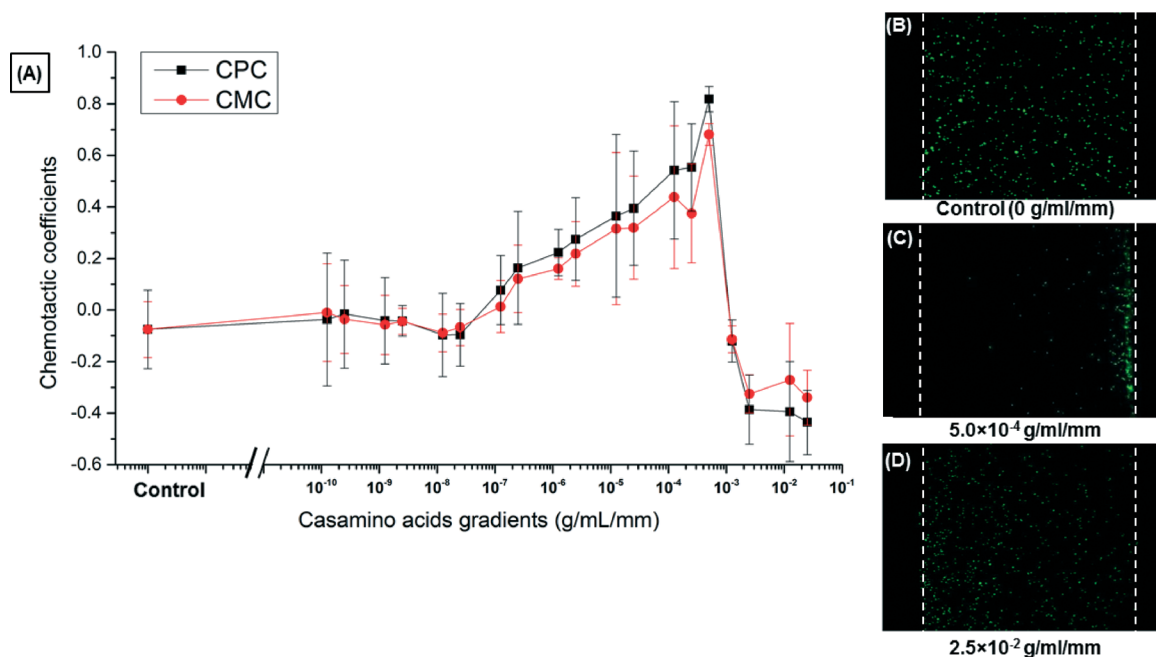 (A)
CPC
CMC
Chemotactic coefficients
1.0
0.8
0.6
0.4
0.2
0.0
-0.2
-0.4
-0.6
Control
10⁻¹⁰ 10⁻⁹ 10⁻⁸ 10⁻⁷ 10⁻⁶ 10⁻⁵ 10⁻⁴ 10⁻³ 10⁻² 10⁻¹
Casamino acids gradients (g/mL/mm)
(B)
Control (0 g/ml/mm)
(C)
5.0×10⁻⁴ g/ml/mm
(D)
2.5×10⁻² g/ml/mm